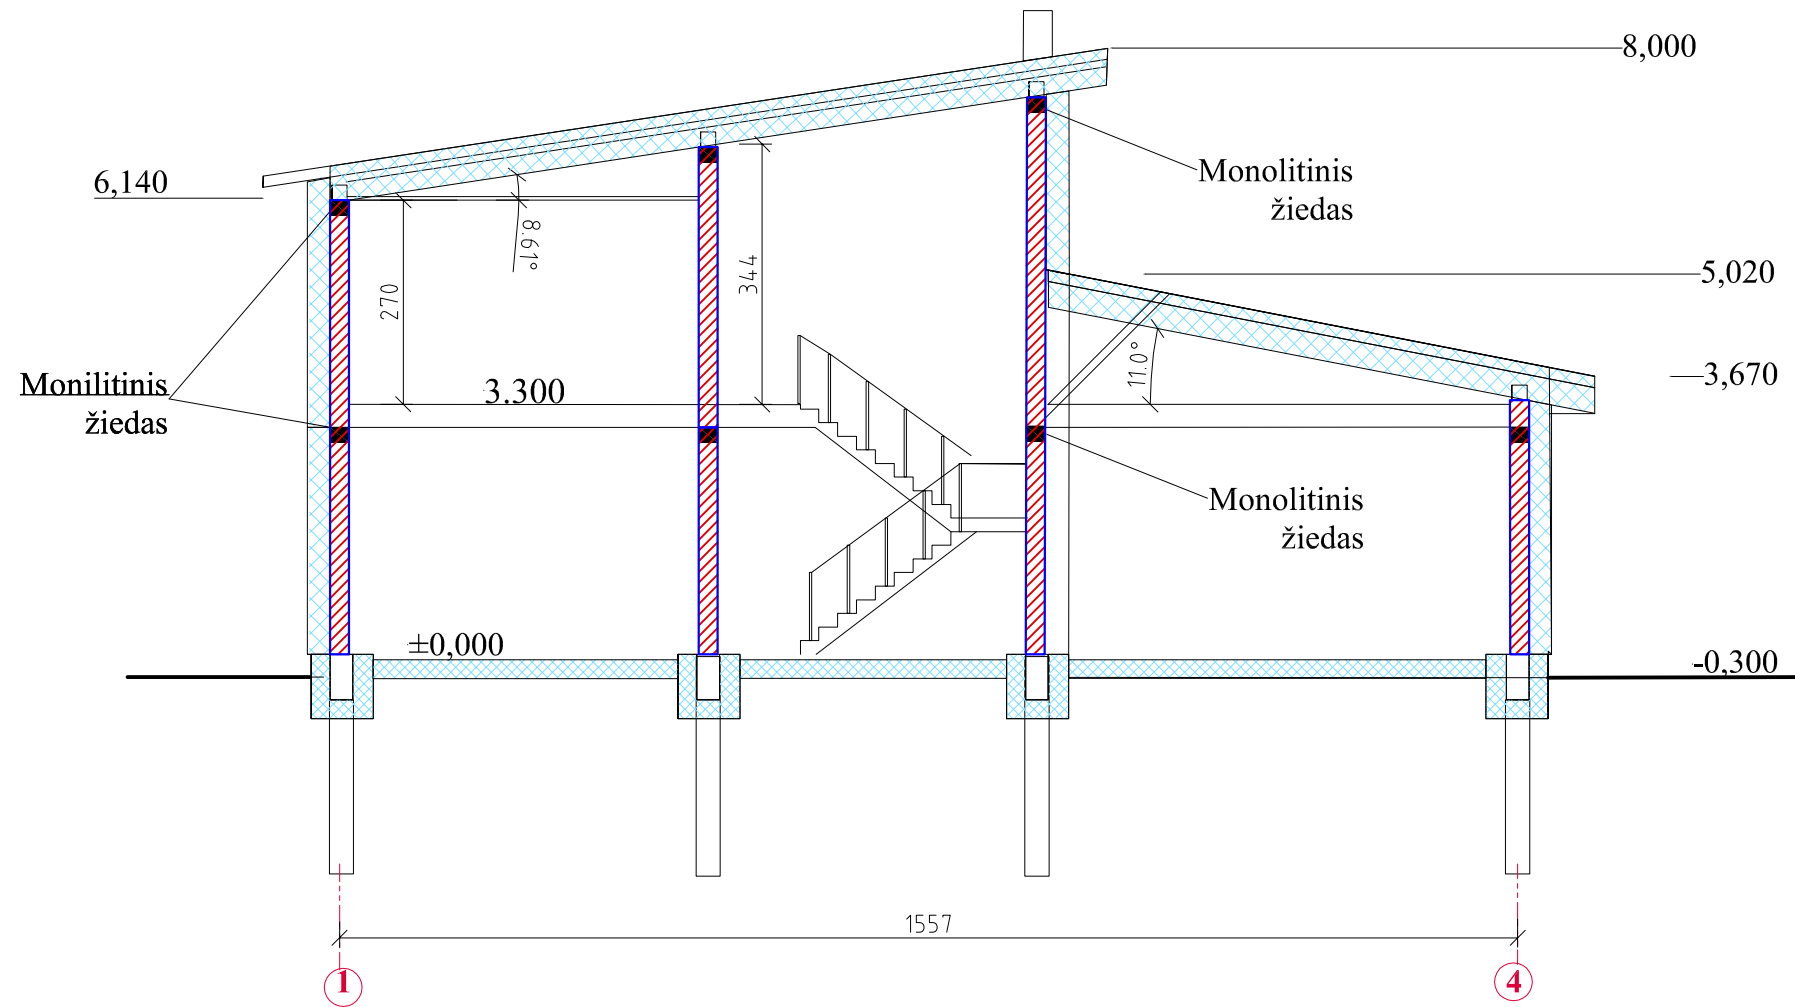 8,000
Monolitinis
žiedas
6,140
8.61°
344
270
5,020
11.0°
3,670
Monilitinis
žiedas
3.300
Monolitinis
žiedas
±0,000
-0,300
1557
1
4